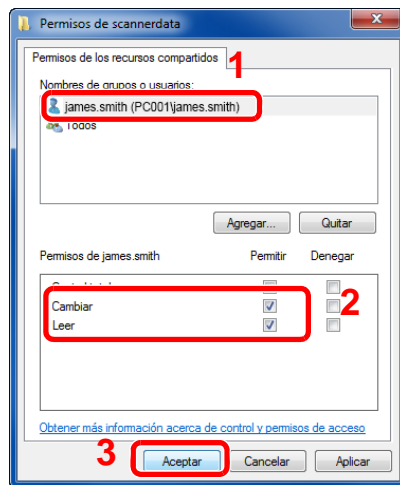 Permisos de scannerdata
Permisos de los recursos compartidos
1
Nombres de grupos o usuarios:
james.smith (PC001\james.smith)
Todos
Agregar... Quitar
Permisos de james.smith Permitir Denegar
Cambiar
2
Leer
Obtener más información acerca de control y permisos de acceso
3
Aceptar Cancelar Aplicar